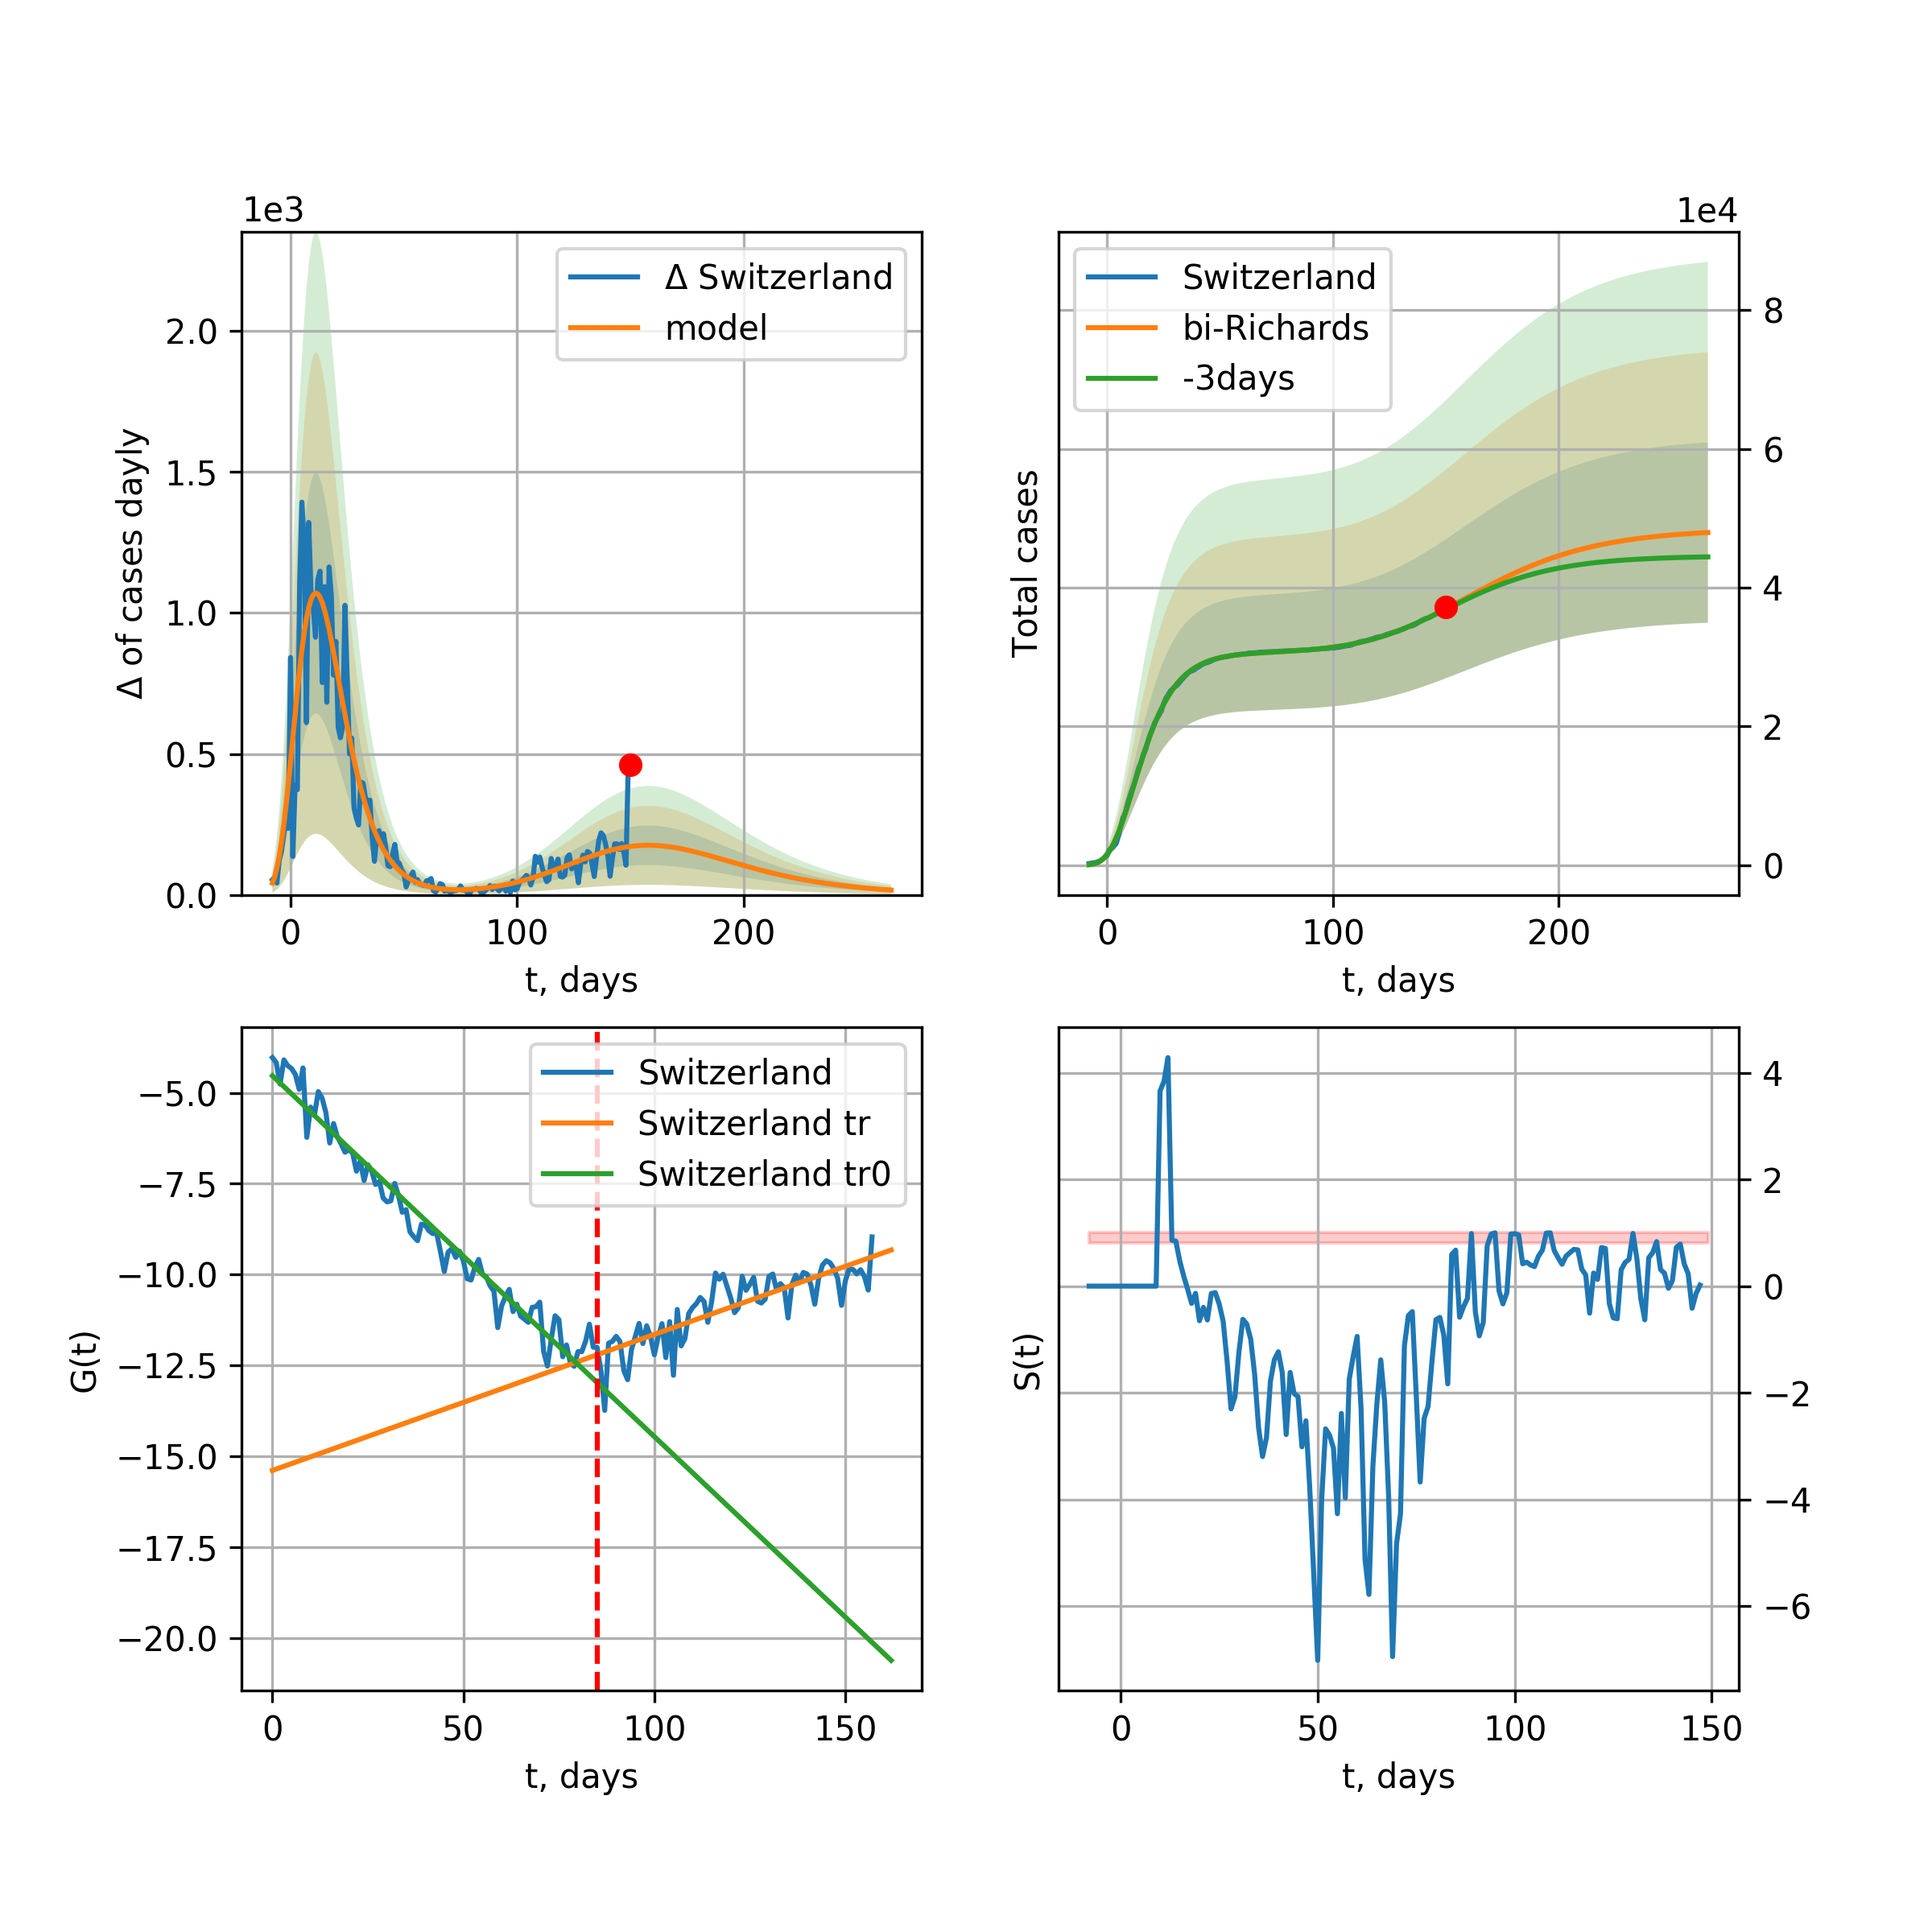 1e3
Δ Switzerland
model
2.0
1.5
1.0
0.5
0.0
Δ of cases dayly
0 100 200
t, days
1e4
Switzerland
bi-Richards
-3days
8
6
4
2
0
Total cases
0 100 200
t, days
Switzerland
Switzerland tr
Switzerland tr0
−5.0
−7.5
−10.0
−12.5
−15.0
−17.5
−20.0
G(t)
0 50 100 150
t, days
4
2
0
−2
−4
−6
S(t)
0 50 100 150
t, days